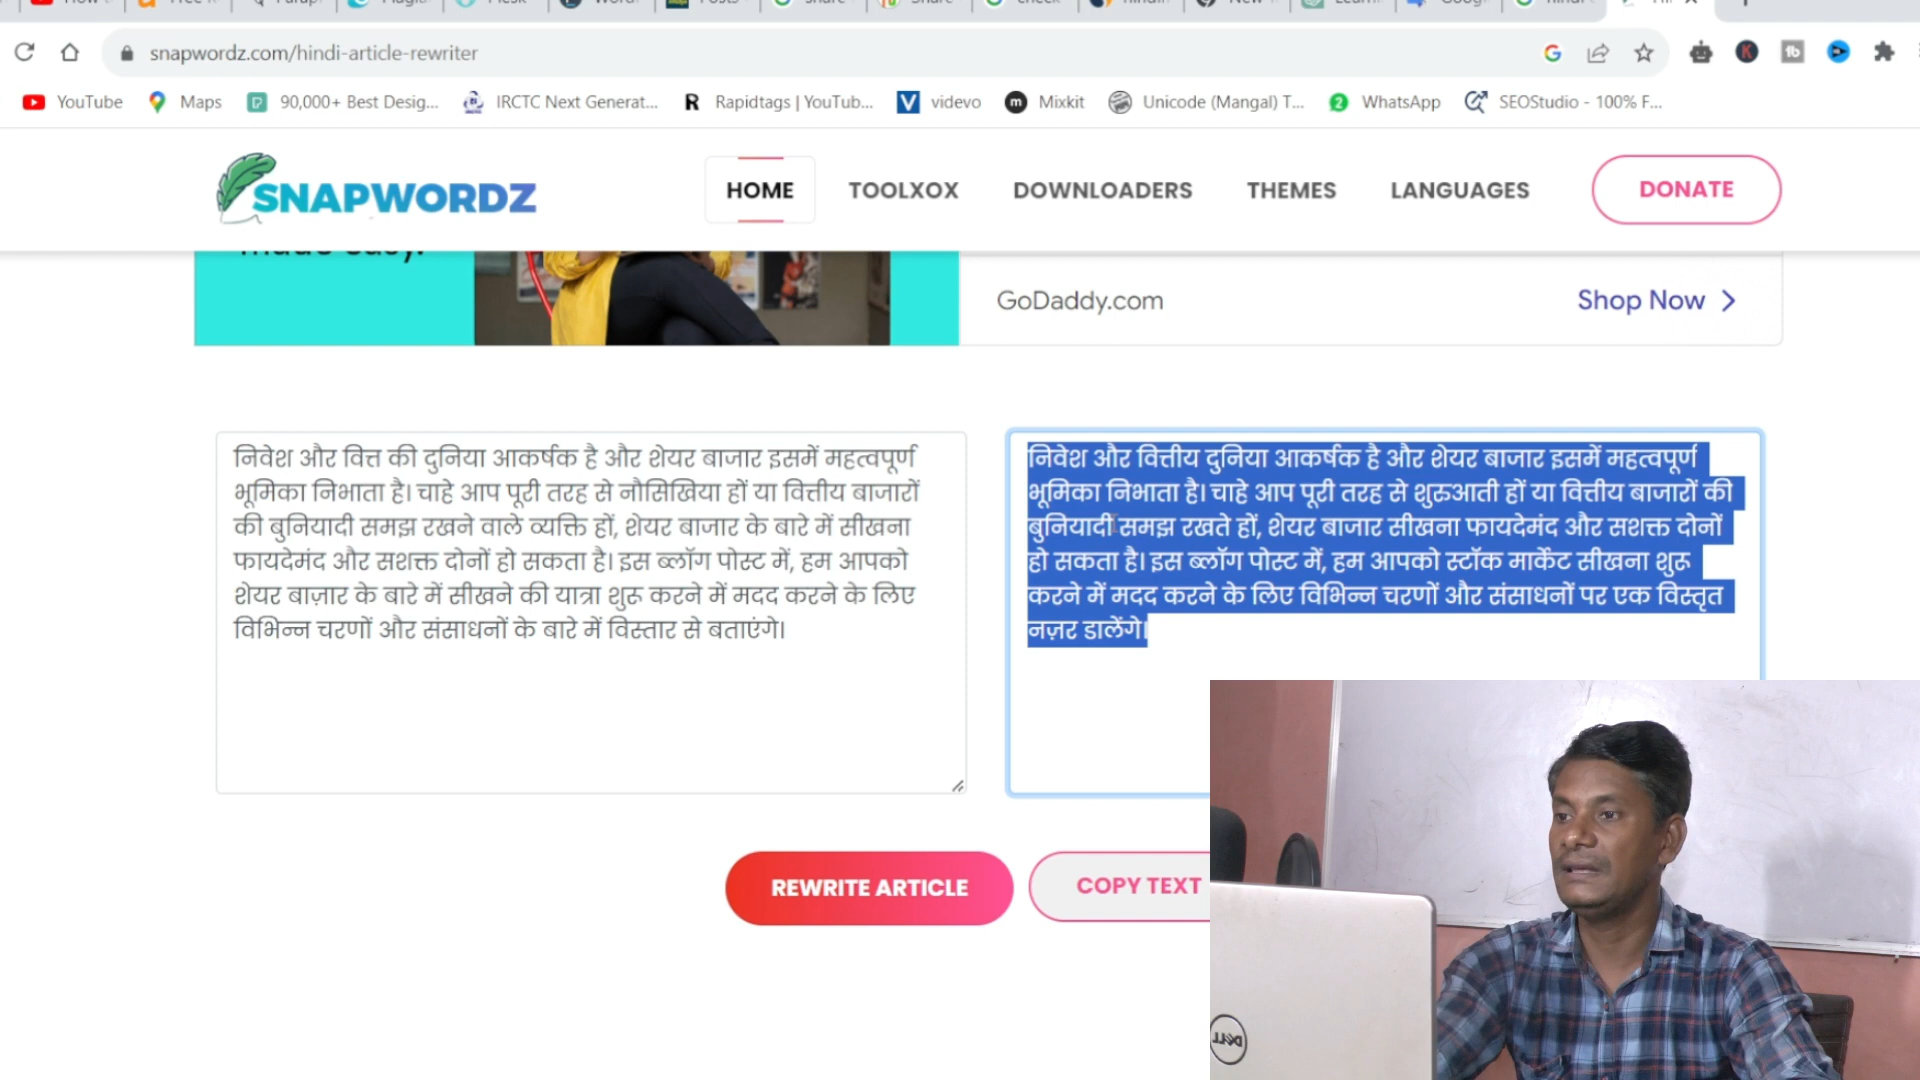 snapwordz.com/hindi-article-rewriter
YouTube Maps 90,000+ Best Desig... IRCTC Next Generat... Rapidtags | YouTub... videvo Mixkit Unicode (Mangal) T... WhatsApp SEOStudio - 100% F...
SNAPWORDZ HOME TOOLXOX DOWNLOADERS THEMES LANGUAGES DONATE
GoDaddy.com Shop Now
निवेश और वित्त की दुनिया आकर्षक है और शेयर बाजार इसमें महत्वपूर्ण
भूमिका निभाता है। चाहे आप पूरी तरह से नौसिखिया हों या वित्तीय बाजारों
की बुनियादी समझ रखने वाले व्यक्ति हों, शेयर बाजार के बारे में सीखना
फायदेमंद और सशक्त दोनों हो सकता है। इस ब्लॉग पोस्ट में, हम आपको
शेयर बाज़ार के बारे में सीखने की यात्रा शुरू करने में मदद करने के लिए
विभिन्न चरणों और संसाधनों के बारे में विस्तार से बताएंगे।
निवेश और वित्तीय दुनिया आकर्षक है और शेयर बाजार इसमें महत्वपूर्ण
भूमिका निभाता है। चाहे आप पूरी तरह से शुरुआती हों या वित्तीय बाजारों की
बुनियादी समझ रखते हों, शेयर बाजार सीखना फायदेमंद और सशक्त दोनों
हो सकता है। इस ब्लॉग पोस्ट में, हम आपको स्टॉक मार्केट सीखना शुरू
करने में मदद करने के लिए विभिन्न चरणों और संसाधनों पर एक विस्तृत
नज़र डालेंगे।
REWRITE ARTICLE COPY TEXT
DELL